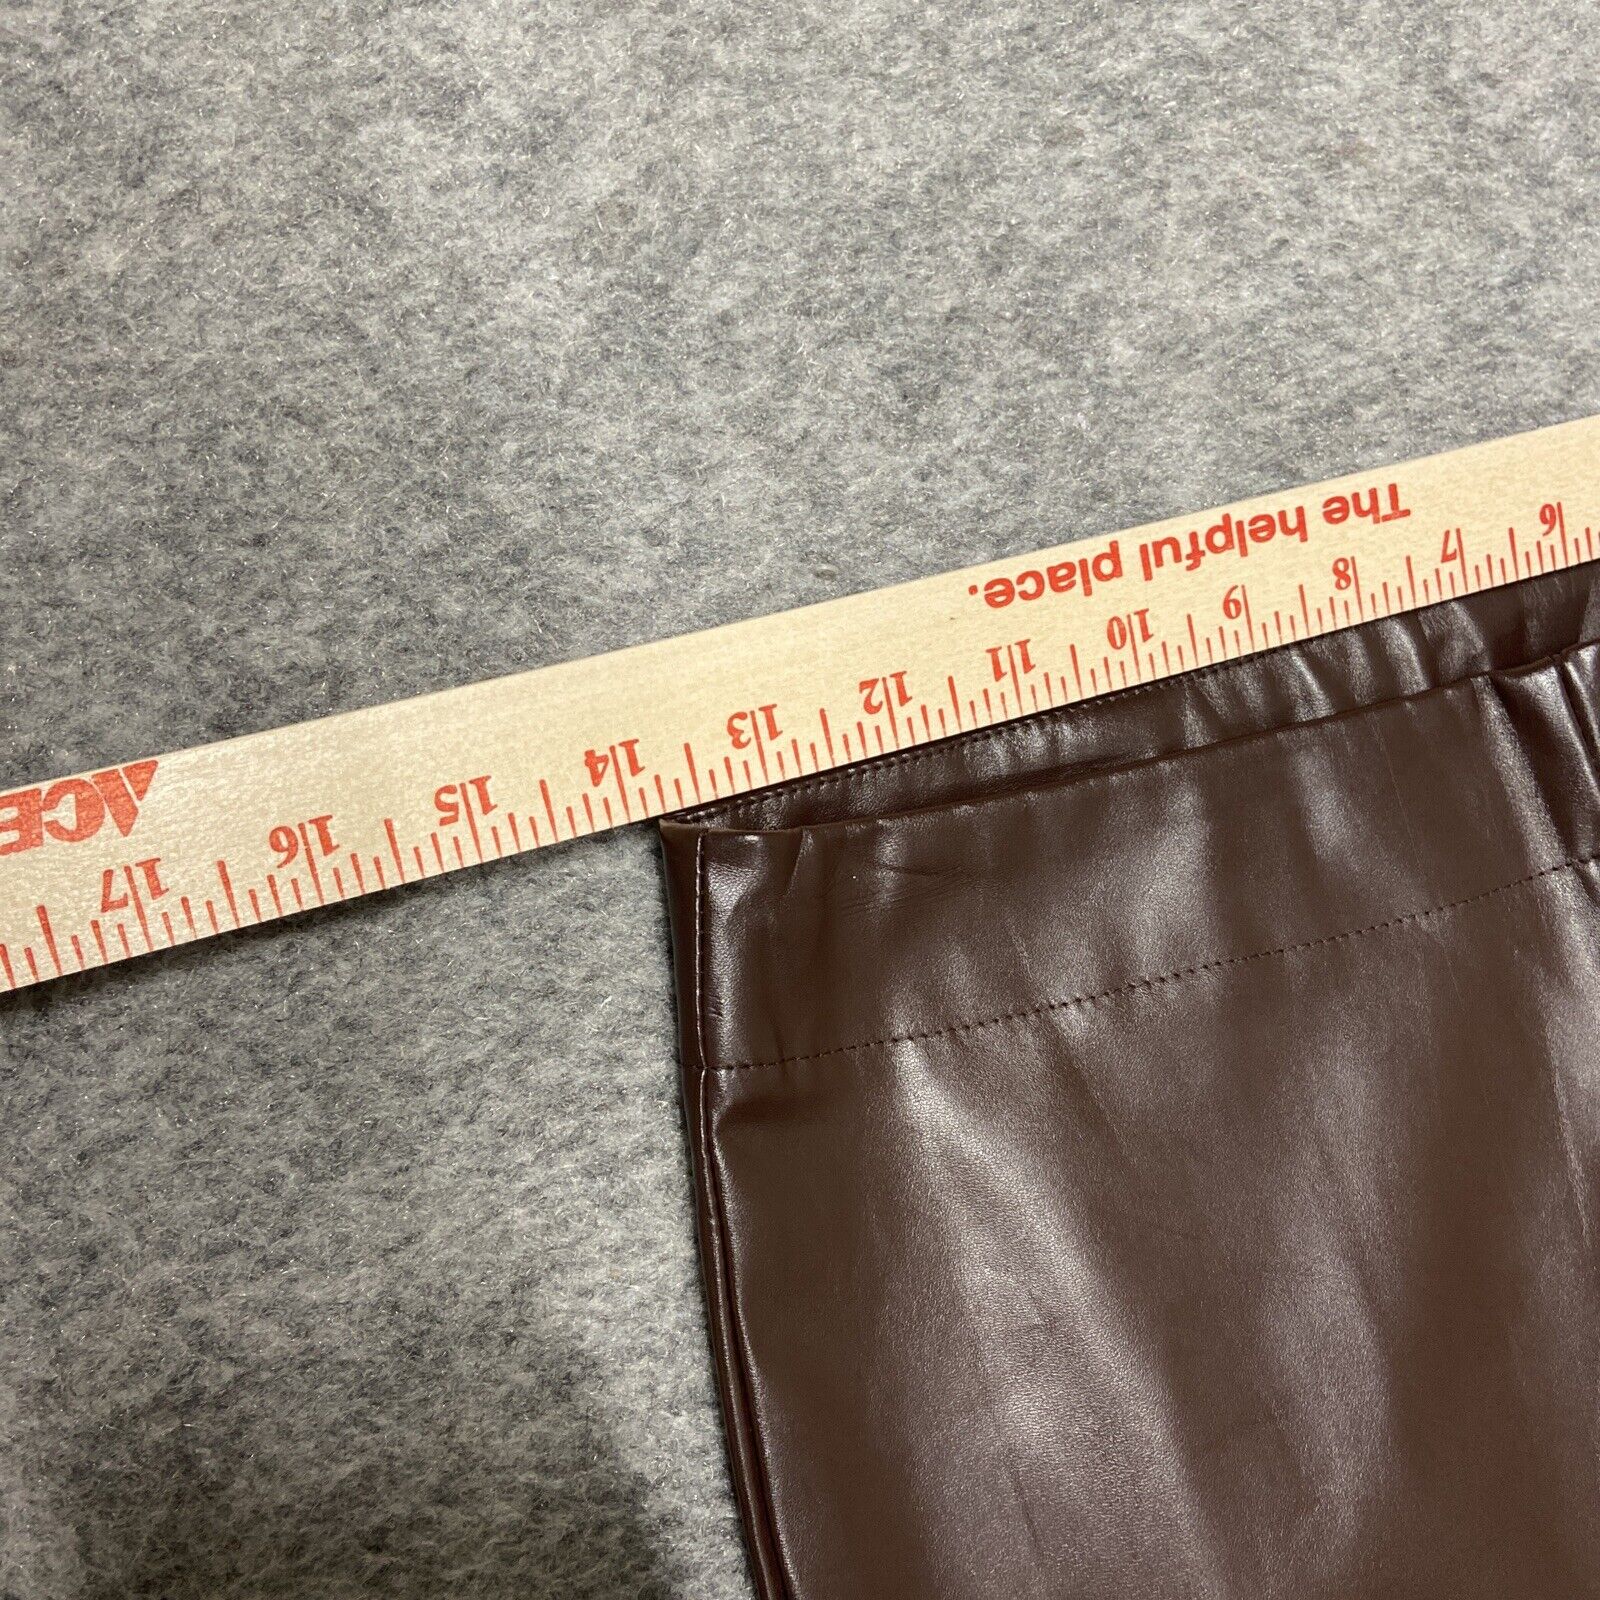 The helpful place.
ACE
6 7 8 9 10 11 12 13 14 15 16 17